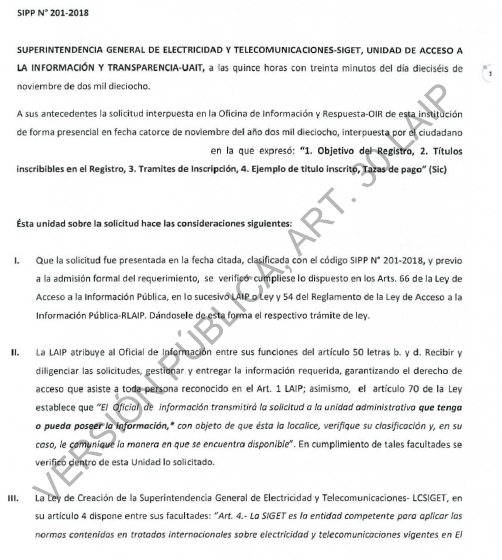 SIPP N° 201-2018
SUPERINTENDENCIA GENERAL DE ELECTRICIDAD Y TELECOMUNICACIONES-SIGET, UNIDAD DE ACCESO A
LA INFORMACIÓN Y TRANSPARENCIA-UAIT, a las quince horas con treinta minutos del día dieciséis de
noviembre de dos mil dieciocho.
A sus antecedentes la solicitud interpuesta en la Oficina de Información y Respuesta-OIR de esta institución
de forma presencial en fecha catorce de noviembre del año dos mil dieciocho, interpuesta por el ciudadano
en la que expresó: "1. Objetivo del Registro, 2. Títulos
inscribibles en el Registro, 3. Tramites de Inscripción, 4. Ejemplo de titulo inscrito, Tazas de pago" (Sic)
Ésta unidad sobre la solicitud hace las consideraciones siguientes:
I. Que la solicitud fue presentada en la fecha citada, clasificada con el código SIPP N° 201-2018, y previo
a la admisión formal del requerimiento, se verificó cumpliese lo dispuesto en los Arts. 66 de la Ley de
Acceso a la Información Pública, en lo sucesivo LAIP o Ley y 54 del Reglamento de la Ley de Acceso a la
Información Pública-RLAIP. Dándosele de esta forma el respectivo trámite de ley.
II. La LAIP atribuye al Oficial de Información entre sus funciones del artículo 50 letras b. y d. Recibir y
diligenciar las solicitudes, gestionar y entregar la información requerida, garantizando el derecho de
acceso que asiste a toda persona reconocido en el Art. 1 LAIP; asimismo, el artículo 70 de la Ley
establece que "El Oficial de Información transmitirá la solicitud a la unidad administrativa que tenga
o pueda poseer la información,* con objeto de que ésta la localice, verifique su clasificación y, en su
caso, le comunique la manera en que se encuentra disponible". En cumplimiento de tales facultades se
verificó dentro de esta Unidad lo solicitado.
III. La Ley de Creación de la Superintendencia General de Electricidad y Telecomunicaciones- LCSIGET, en
su artículo 4 dispone entre sus facultades: "Art. 4.- La SIGET es la entidad competente para aplicar las
normas contenidas en tratados internacionales sobre electricidad y telecomunicaciones vigentes en El
VERSIÓN PÚBLICA, ART. 30 LAIP